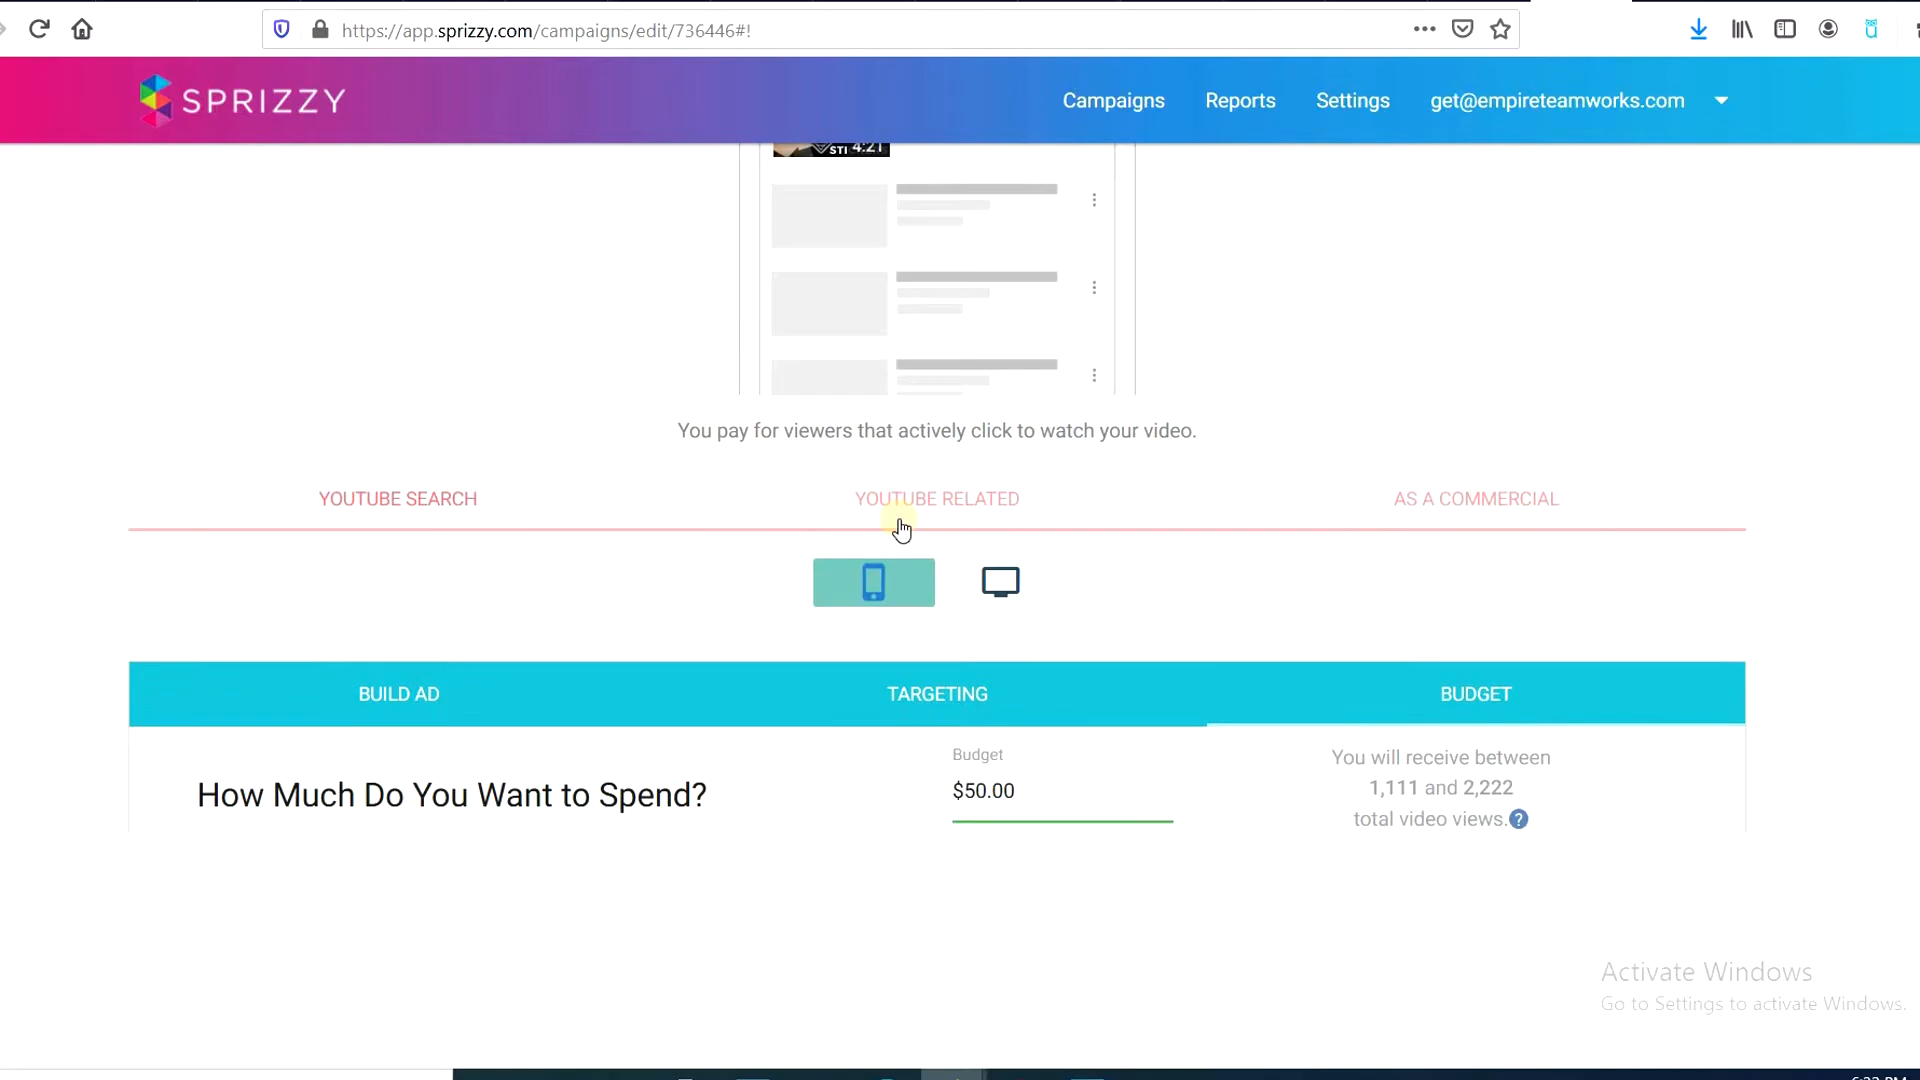 https://app.sprizzy.com/campaigns/edit/736446#!
SPRIZZY
Campaigns
Reports
Settings
get@empireteamworks.com
STI 4:21
You pay for viewers that actively click to watch your video.
YOUTUBE SEARCH
YOUTUBE RELATED
AS A COMMERCIAL
BUILD AD
TARGETING
BUDGET
How Much Do You Want to Spend?
Budget
$50.00
You will receive between
1,111 and 2,222
total video views.?
Activate Windows
Go to Settings to activate Windows.